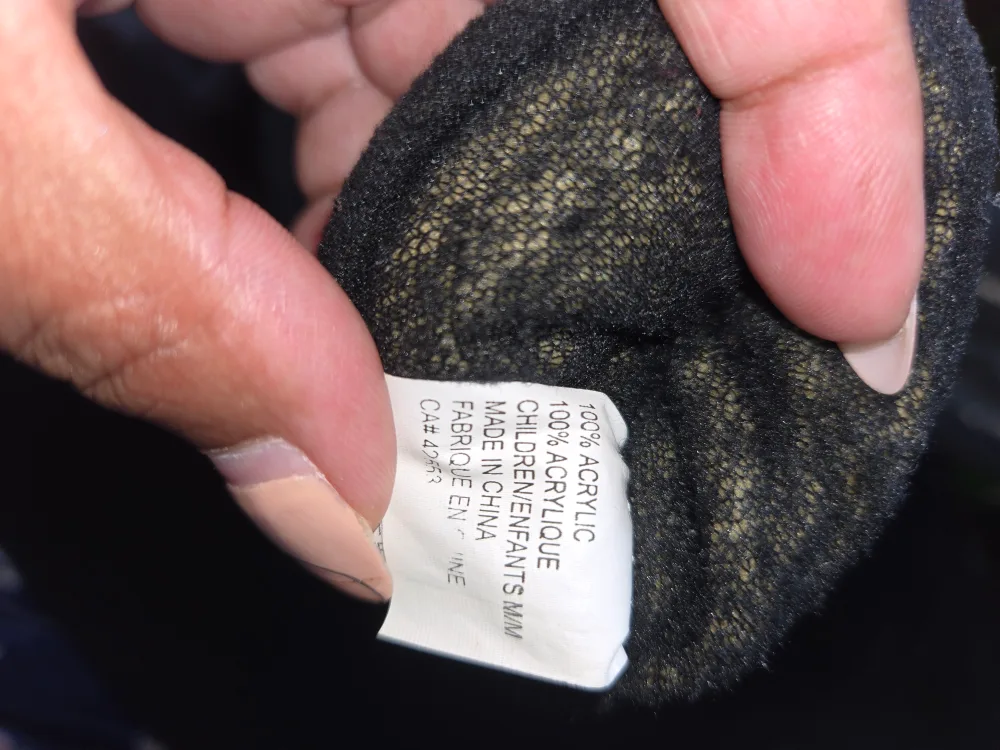 100% ACRYLIC
100% ACRYLIQUE
CHILDREN/ENFANTS M/M
MADE IN CHINA
FABRIQUE EN
CA#